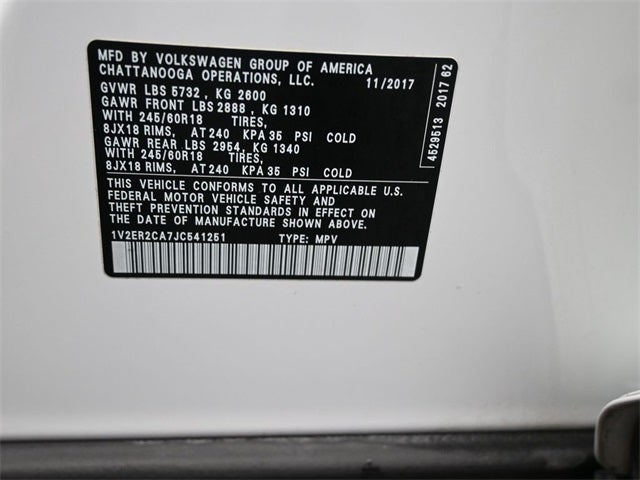 MFD BY VOLKSWAGEN GROUP OF AMERICA
CHATTANOOGA OPERATIONS, LLC. 11/2017
GVWR LBS 5732 , KG 2600
GAWR FRONT LBS 2888 , KG 1310
WITH 245/60R18 TIRES,
8JX18 RIMS, AT 240 KPA 35 PSI COLD
GAWR REAR LBS 2954, KG 1340
WITH 245/60R18 TIRES,
8JX18 RIMS, AT 240 KPA 35 PSI COLD
THIS VEHICLE CONFORMS TO ALL APPLICABLE U.S.
FEDERAL MOTOR VEHICLE SAFETY AND
THEFT PREVENTION STANDARDS IN EFFECT ON
THE DATE OF MANUFACTURE SHOWN ABOVE.
1V2ER2CA7JC541251 TYPE: MPV
4529513 2017 62